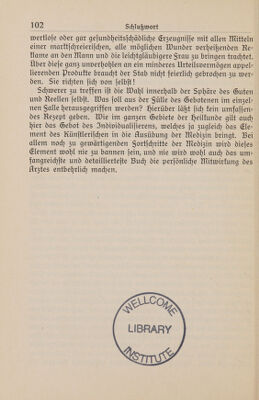 102 Schlußwort
wertlose oder gar gesundheitsschädliche Erzeugnisse mit allen Mitteln
einer marktschreierischen, alle möglichen Wunder verheißenden Re-
klame an den Mann und die leichtgläubigere Frau zu bringen trachtet.
Über diese ganz unverhohlen an ein minderes Urteilsvermögen appel-
lierenden Produkte braucht der Stab nicht feierlich gebrochen zu wer-
den. Sie richten sich von selbst!
Schwerer zu treffen ist die Wahl innerhalb der Sphäre des Guten
und Reellen selbst. Was soll aus der Fülle des Gebotenen im einzel-
nen Falle herausgegriffen werden? Hierüber läßt sich kein umfassen-
des Rezept geben. Wie im ganzen Gebiete der Heilkunde gilt auch
hier das Gebot des Individualisierens, welches ja zugleich das Ele-
ment des Künstlerischen in die Ausübung der Medizin bringt. Bei
allem noch zu gewärtigenden Fortschritte der Medizin wird dieses
Element wohl nie zu bannen sein, und nie wird wohl auch das um-
fangreichste und detaillierteste Buch die persönliche Mitwirkung des
Arztes entbehrlich machen.
WELLCOME
LIBRARY
INSTITUTE